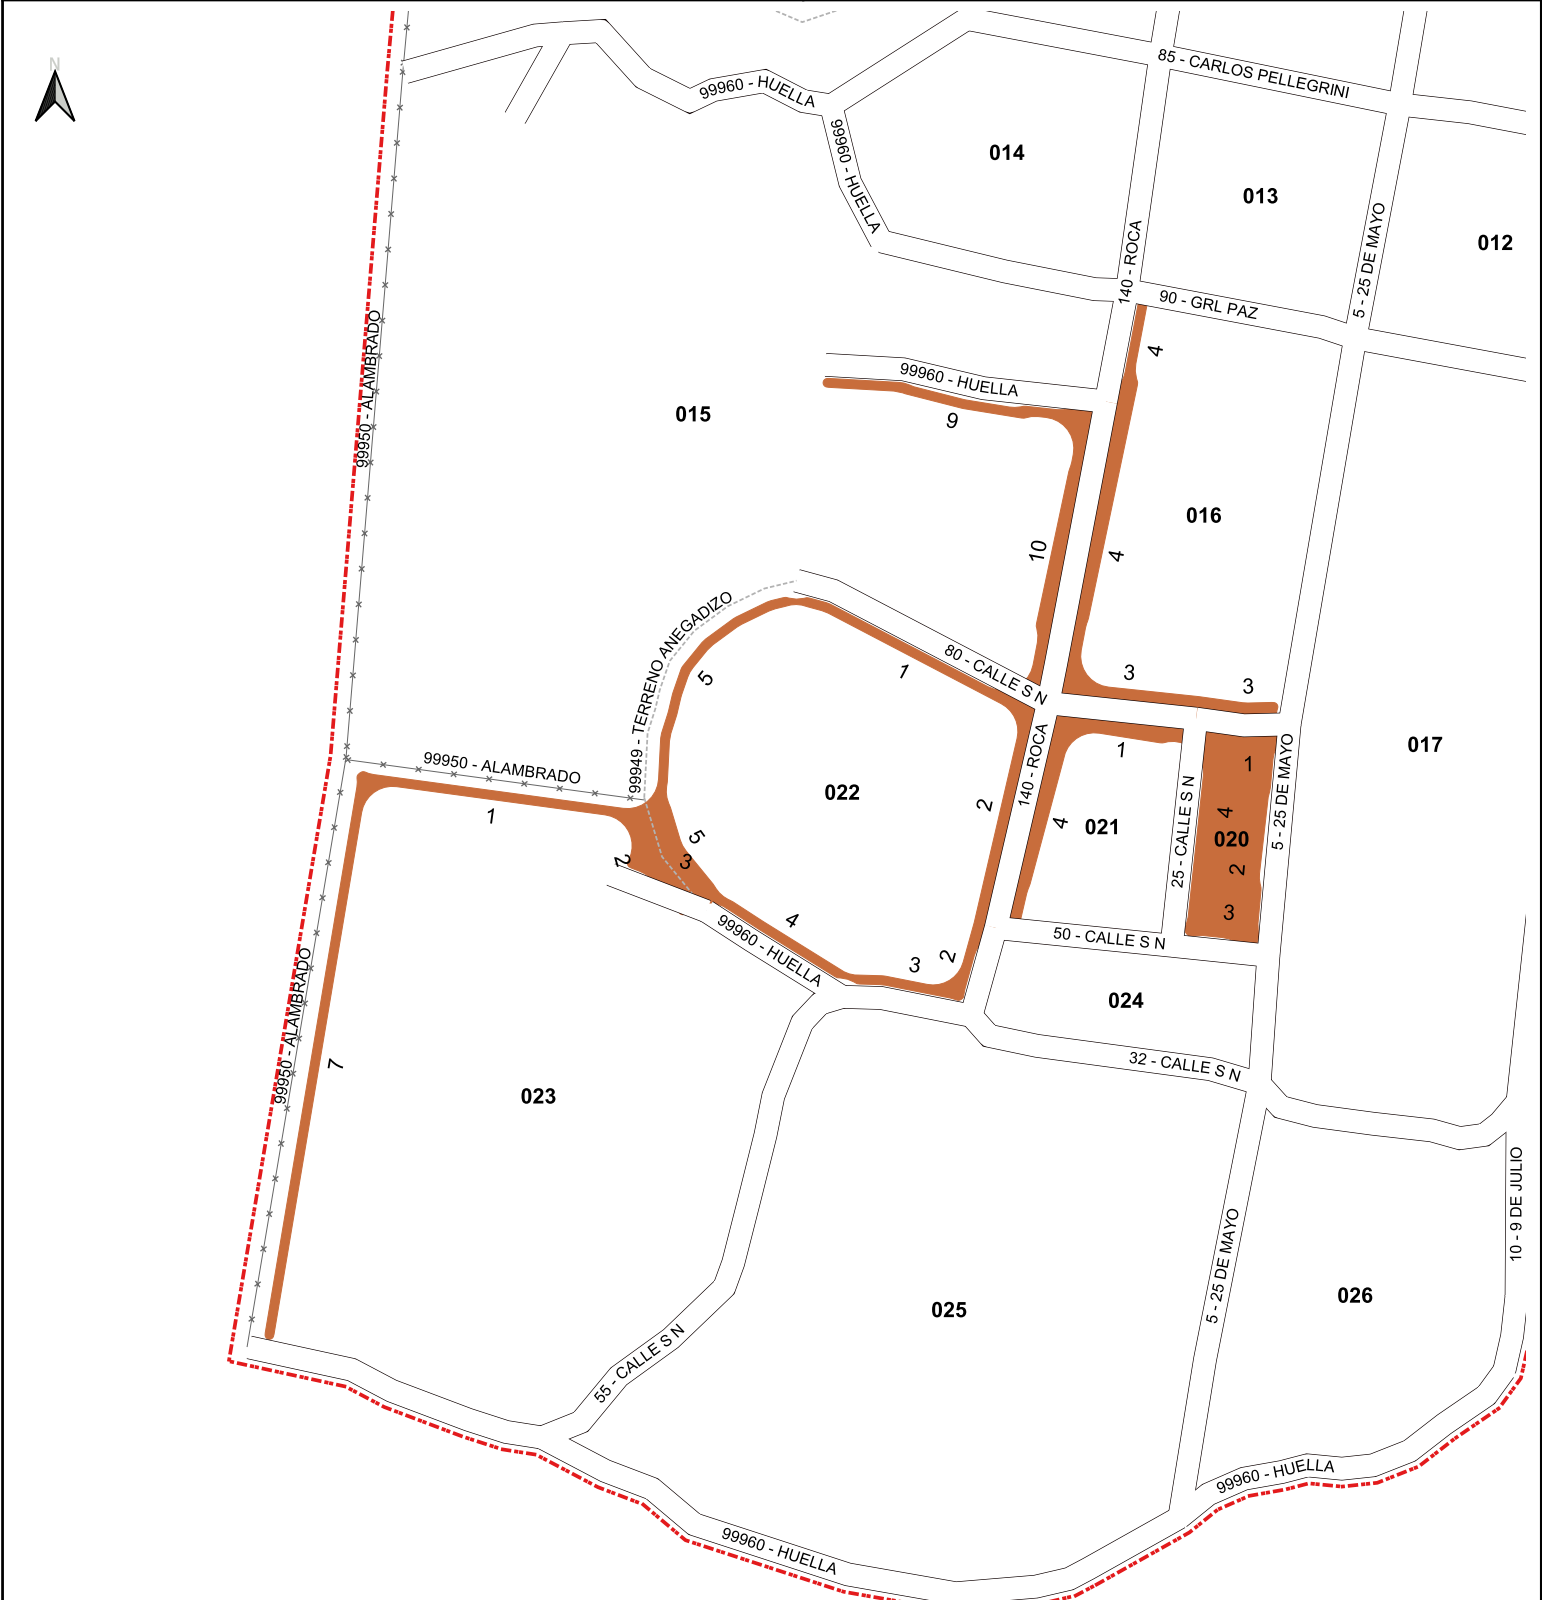 N
85 - CARLOS PELLEGRINI
99960 - HUELLA
99960 - HUELLA
014
013
012
140 - ROCA
5 - 25 DE MAYO
90 - GRL PAZ
4
99960 - HUELLA
99950 - ALAMBRADO
015
9
016
10
4
99949 - TERRENO ANEGADIZO
80 - CALLE S N
1
5
3
3
017
99950 - ALAMBRADO
140 - ROCA
1
1
5 - 25 DE MAYO
022
2
1
4
021
25 - CALLE S N
4
020
5
2
3
2
3
4
99960 - HUELLA
3
2
50 - CALLE S N
024
99950 - ALAMBRADO
7
32 - CALLE S N
023
10 - 9 DE JULIO
5 - 25 DE MAYO
025
026
55 - CALLE S N
99960 - HUELLA
99960 - HUELLA